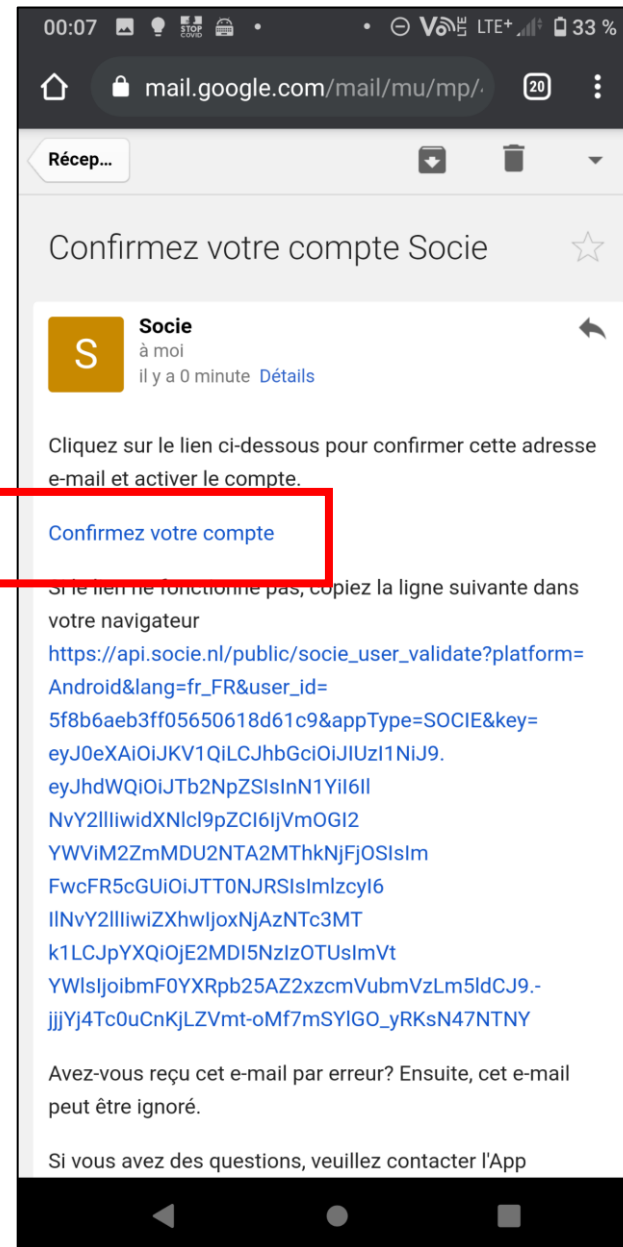 00:07 STOP COVID LTE+ 33 %
mail.google.com/mail/mu/mp/ 20
Récep...
Confirmez votre compte Socie
S
Socie
à moi
il y a 0 minute Détails
Cliquez sur le lien ci-dessous pour confirmer cette adresse
e-mail et activer le compte.
Confirmez votre compte
Si le lien ne fonctionne pas, copiez la ligne suivante dans
votre navigateur
https://api.socie.nl/public/socie_user_validate?platform=
Android&lang=fr_FR&user_id=
5f8b6aeb3ff05650618d61c9&appType=SOCIE&key=
eyJ0eXAiOiJKV1QiLCJhbGciOiJIUzI1NiJ9.
eyJhdWQiOiJTb2NpZSIsInN1YiI6Il
NvY2llIiwidXNlcl9pZCI6IjVmOGI2
YWViM2ZmMDU2NTA2MThkNjFjOSIsIm
FwcFR5cGUiOiJTT0NJRSIsImlzcyI6
IlNvY2llIiwiZXhwIjoxNjAzNTc3MT
k1LCJpYXQiOjE2MDI5NzIzOTUsImVt
YWlsIjoibmF0YXRpb25AZ2xzcmVubmVzLm5ldCJ9.-
jjjYj4Tc0uCnKjLZVmt-oMf7mSYlGO_yRKsN47NTNY
Avez-vous reçu cet e-mail par erreur? Ensuite, cet e-mail
peut être ignoré.
Si vous avez des questions, veuillez contacter l'App